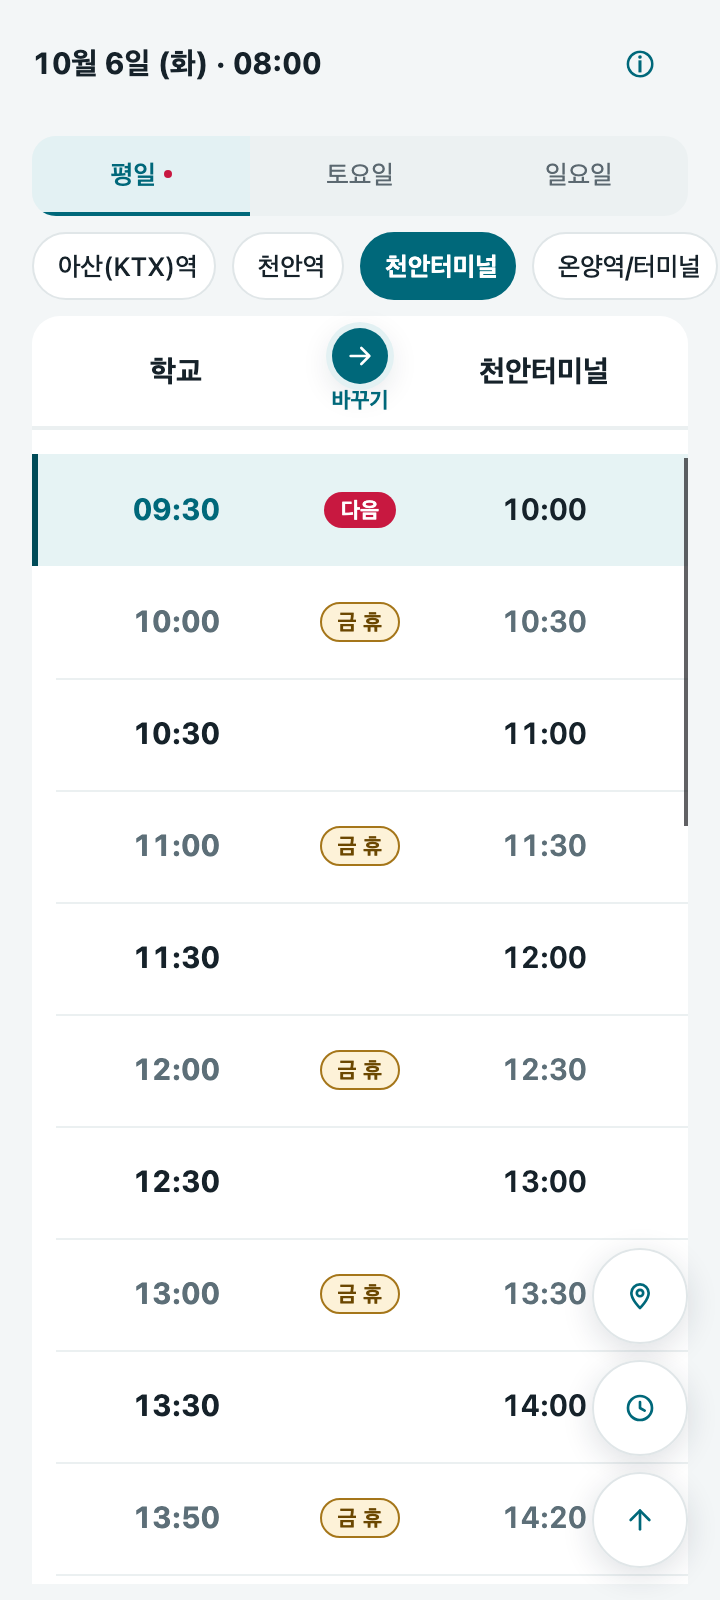 10월 6일 (화) · 08:00
평일 토요일 일요일
아산(KTX)역 천안역 천안터미널 온양역/터미널
학교 바꾸기 천안터미널
09:30 다음 10:00
10:00 금 휴 10:30
10:30 11:00
11:00 금 휴 11:30
11:30 12:00
12:00 금 휴 12:30
12:30 13:00
13:00 금 휴 13:30
13:30 14:00
13:50 금 휴 14:20